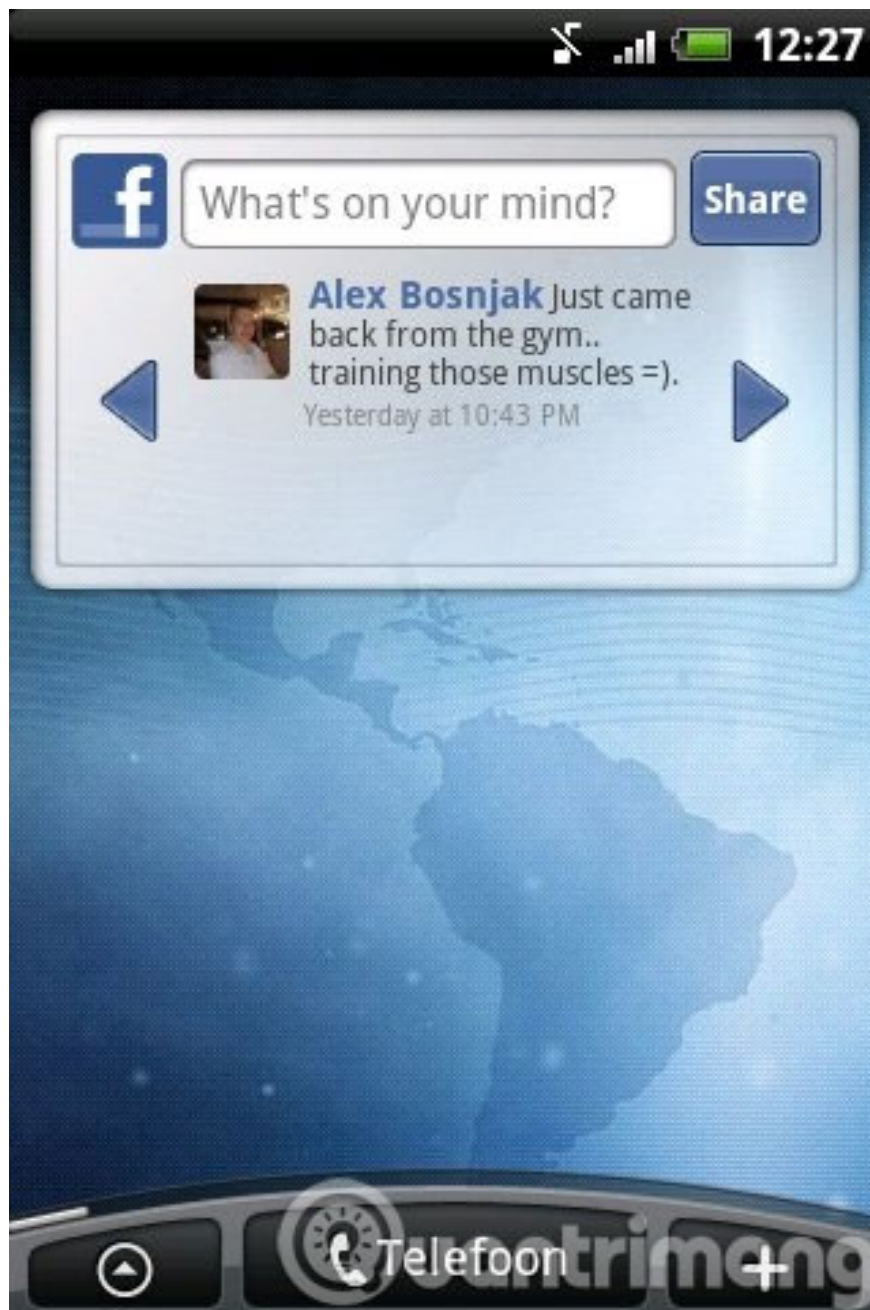 12:27
f
What's on your mind?
Share
Alex Bosnjak Just came
back from the gym..
training those muscles =).
Yesterday at 10:43 PM
Telefoon
Quantrimang